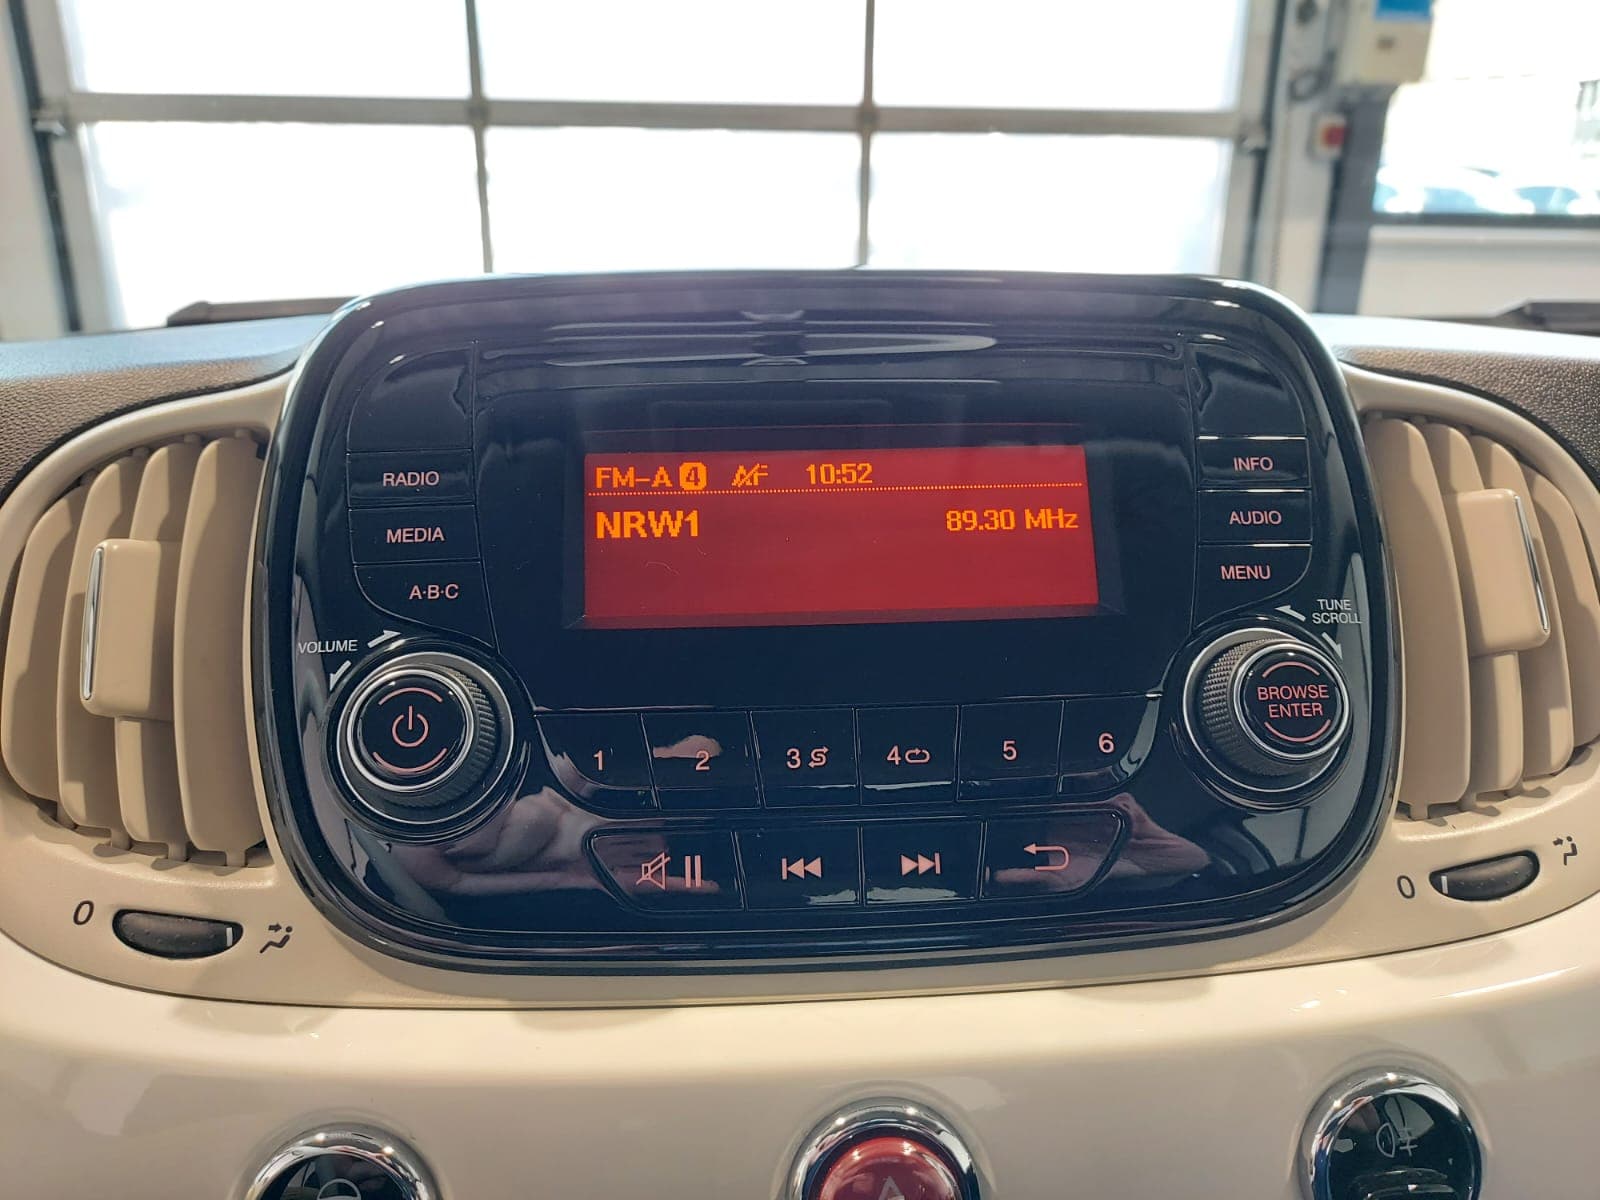 FM-A 4 AF 10:52
NRW1 89.30 MHz
RADIO
MEDIA
A·B·C
INFO
AUDIO
MENU
VOLUME
TUNE
SCROLL
BROWSE
ENTER
1 2 3 4 5 6
0
0